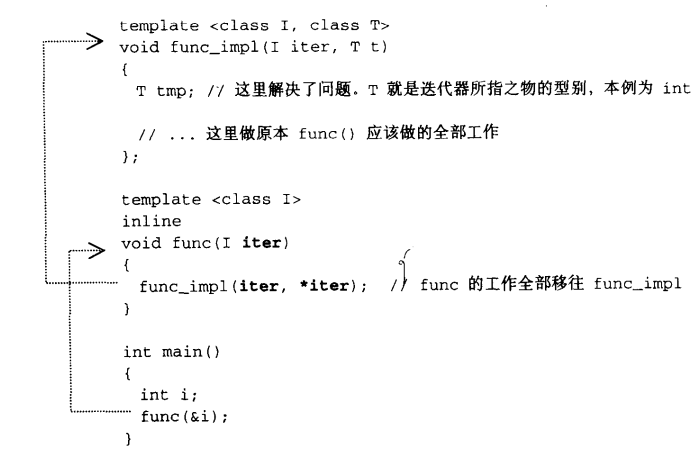 template <class I, class T>
void func_impl(I iter, T t)
{
  T tmp; // 这里解决了问题。T 就是迭代器所指之物的型别，本例为 int

  // ... 这里做原本 func() 应该做的全部工作
};

template <class I>
inline
void func(I iter)
{
  func_impl(iter, *iter);  // func 的工作全部移往 func_impl
}

int main()
{
  int i;
  func(&i);
}